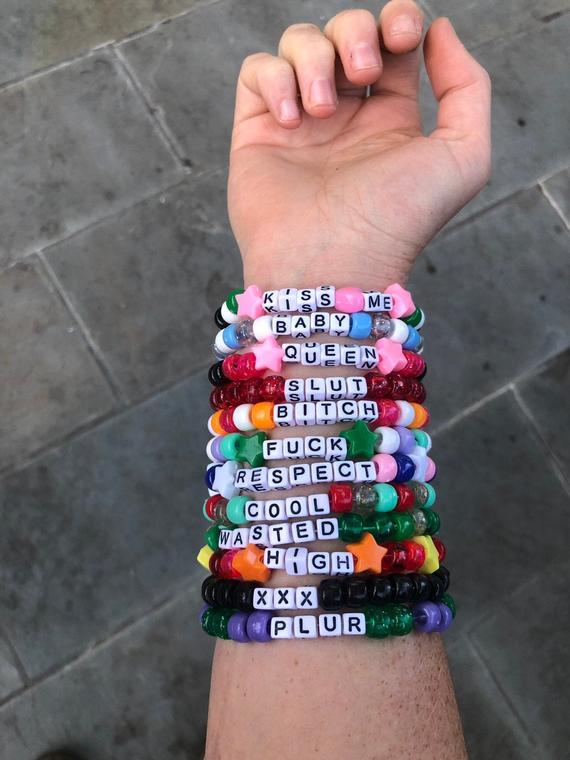 KISS ME
BABY
QUEEN
SLUT
BITCH
FUCK
RESPECT
COOL
WASTED
HIGH
XXX
PLUR